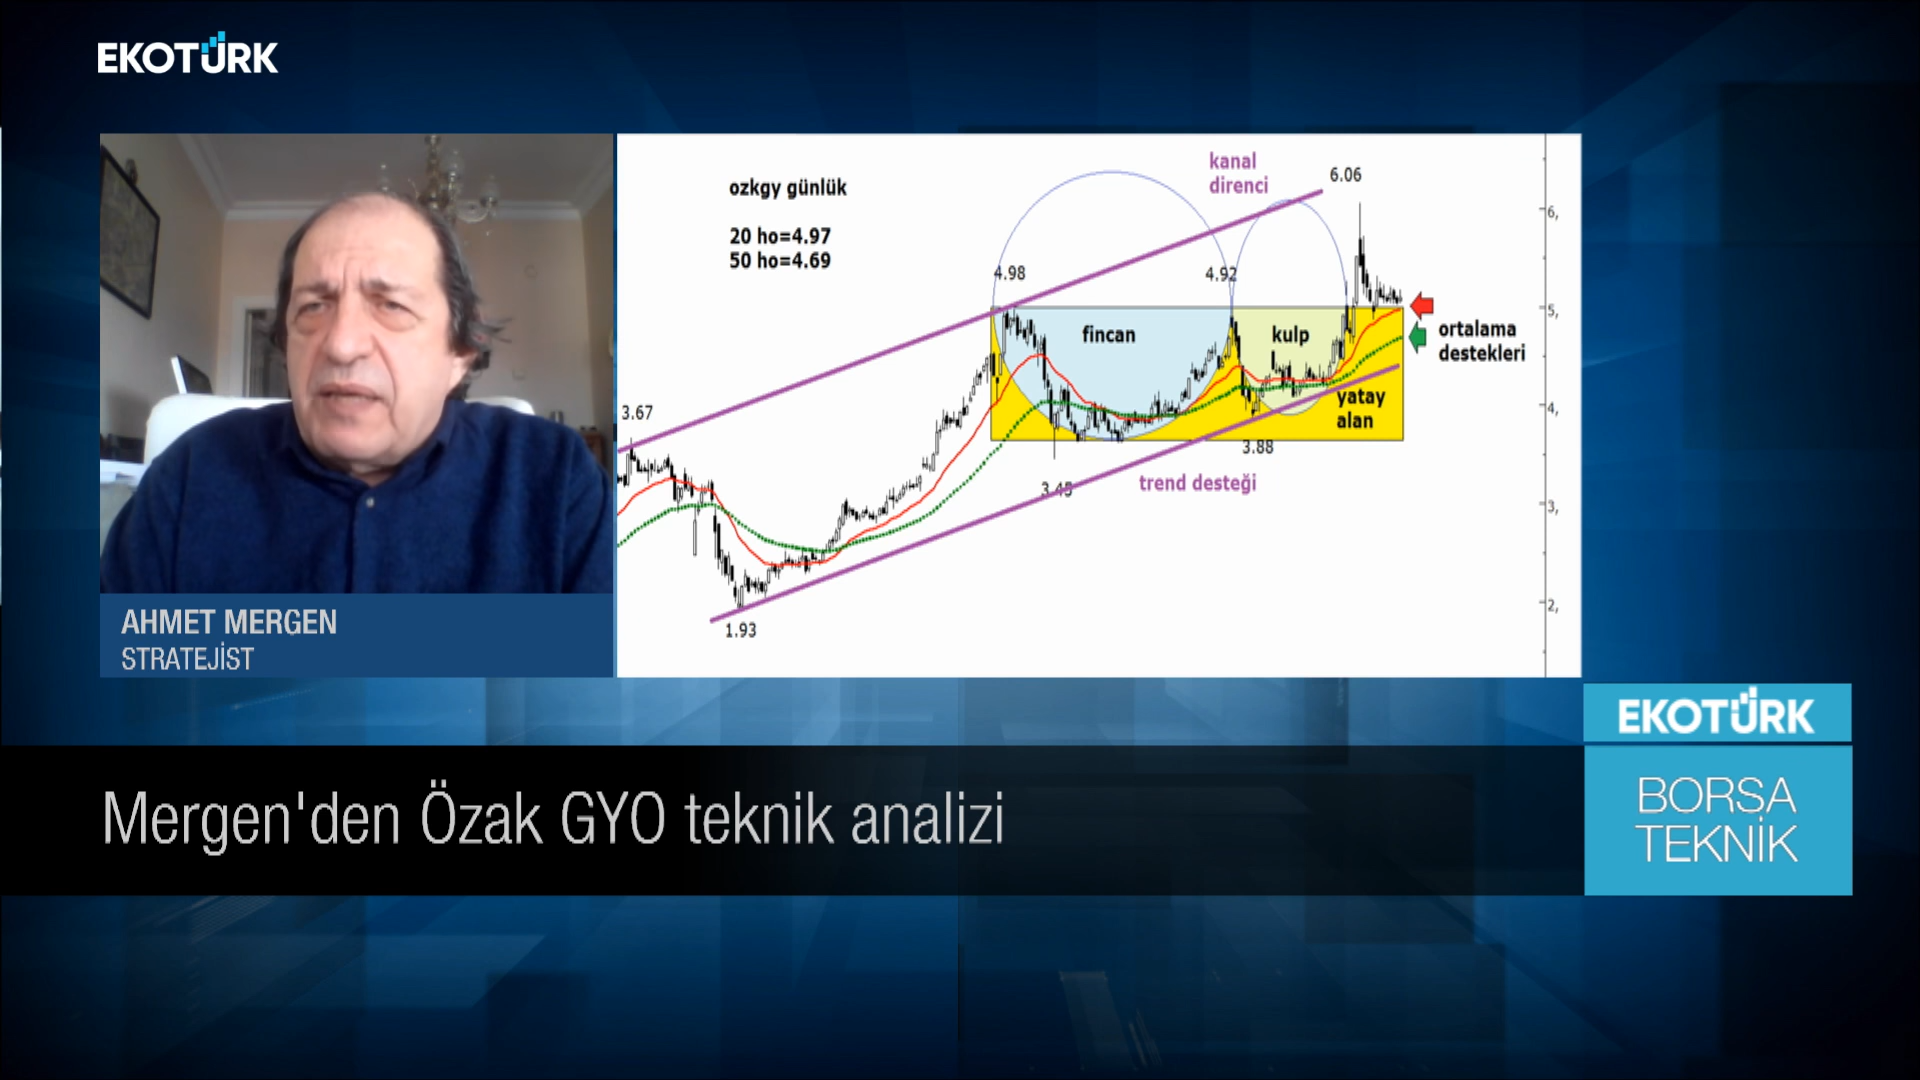 EKOTÜRK
kanal
direnci
6.06
ozkgy günlük
20 ho=4.97
50 ho=4.69
4.98
4.92
6,
5,
fincan
kulp
ortalama
destekleri
3.67
yatay
alan
4,
3.88
3.45
trend desteği
3,
2,
1.93
AHMET MERGEN
STRATEJİST
EKOTÜRK
Mergen'den Özak GYO teknik analizi
BORSA
TEKNİK